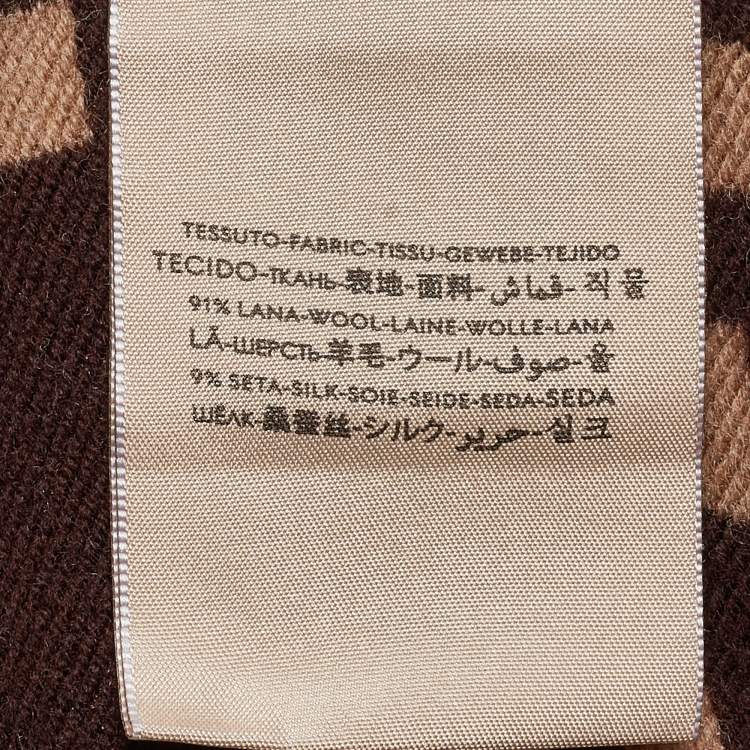 TESSUTO-FABRIC-TISSU-GEWEBE-TEJIDO
TECIDO-ТКАНЬ-表地-面料-قماش-직물
91% LANA-WOOL-LAINE-WOLLE-LANA
LÃ-ШЕРСТЬ-羊毛-ウール-صوف-울
9% SETA-SILK-SOIE-SEIDE-SEDA-SEDA
ШЁЛК-桑蚕丝-シルク-حرير-실크